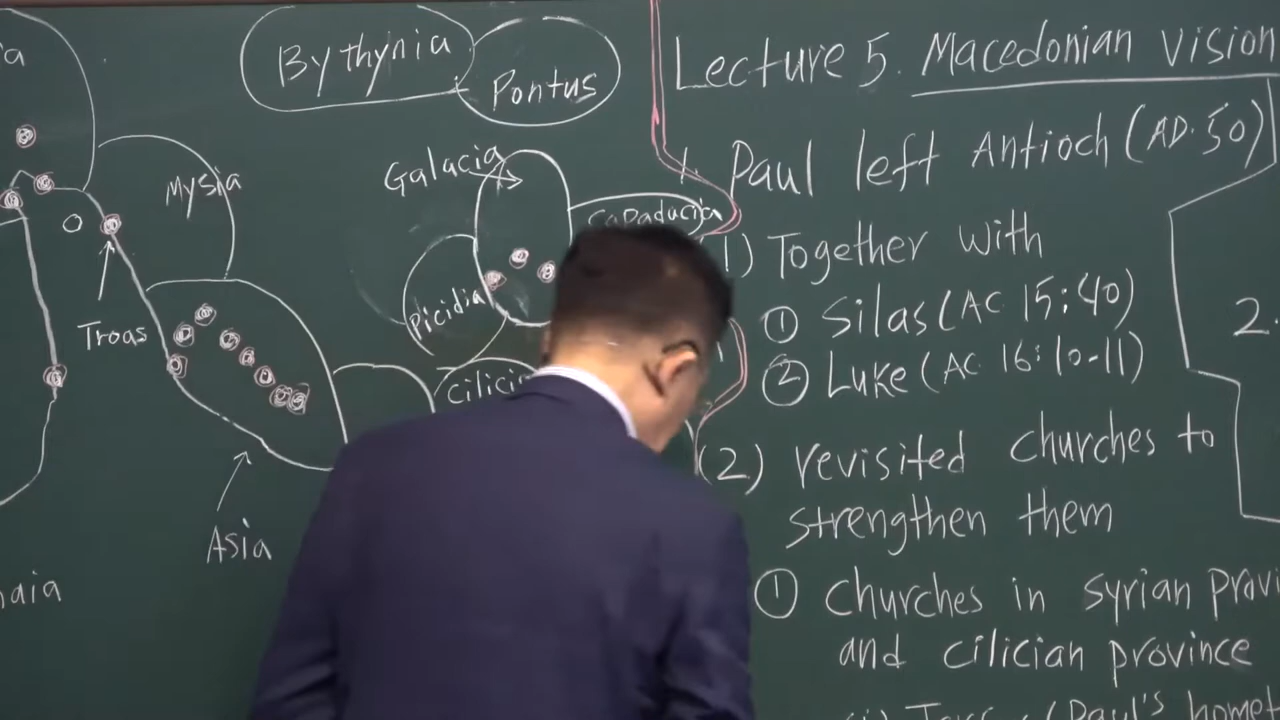 Bythynia
Pontus
Galacia
Mysia
capaducia
Picidia
Troas
Asia
Lecture 5. Macedonian Vision
1. Paul left Antioch (AD. 50)
1) Together with
① Silas (AC 15:40)
② Luke (AC 16:10-11)
(2) revisited churches to
strengthen them
① churches in syrian
and cilician province
(Paul's
2.